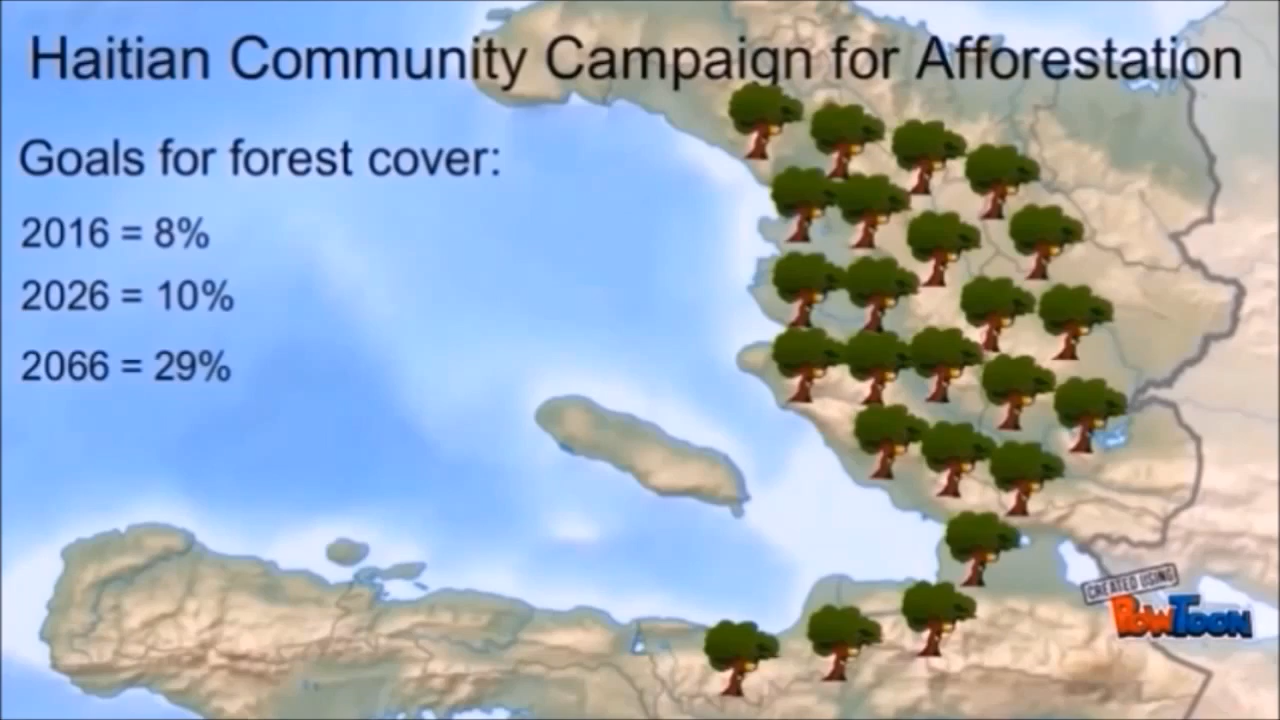 Haitian Community Campaign for Afforestation
Goals for forest cover:
2016 = 8%
2026 = 10%
2066 = 29%
CREATED USING
POWTOON